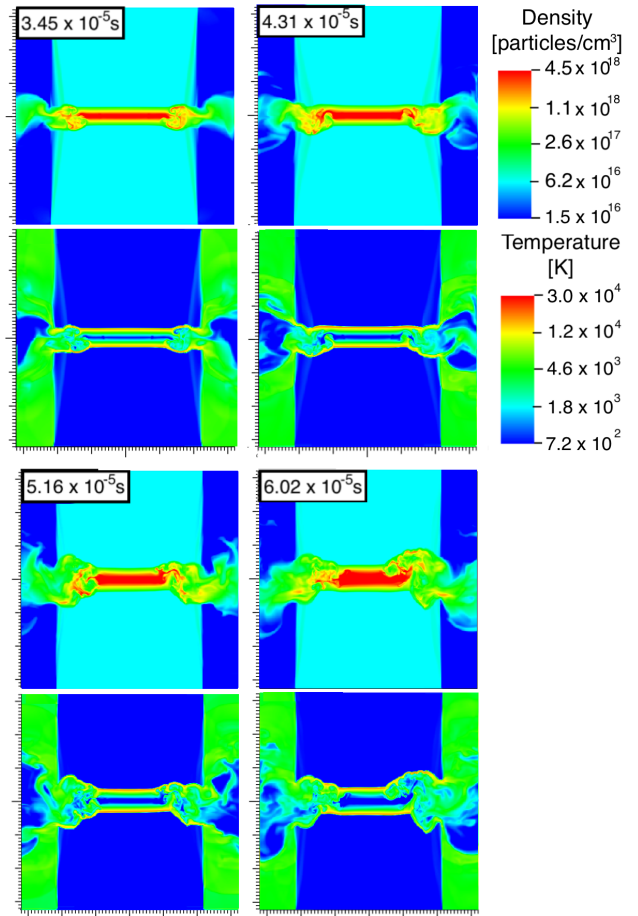 3.45 x 10⁻⁵s
4.31 x 10⁻⁵s
Density
[particles/cm³]
4.5 x 10¹⁸
1.1 x 10¹⁸
2.6 x 10¹⁷
6.2 x 10¹⁶
1.5 x 10¹⁶
Temperature
[K]
3.0 x 10⁴
1.2 x 10⁴
4.6 x 10³
1.8 x 10³
7.2 x 10²
5.16 x 10⁻⁵s
6.02 x 10⁻⁵s